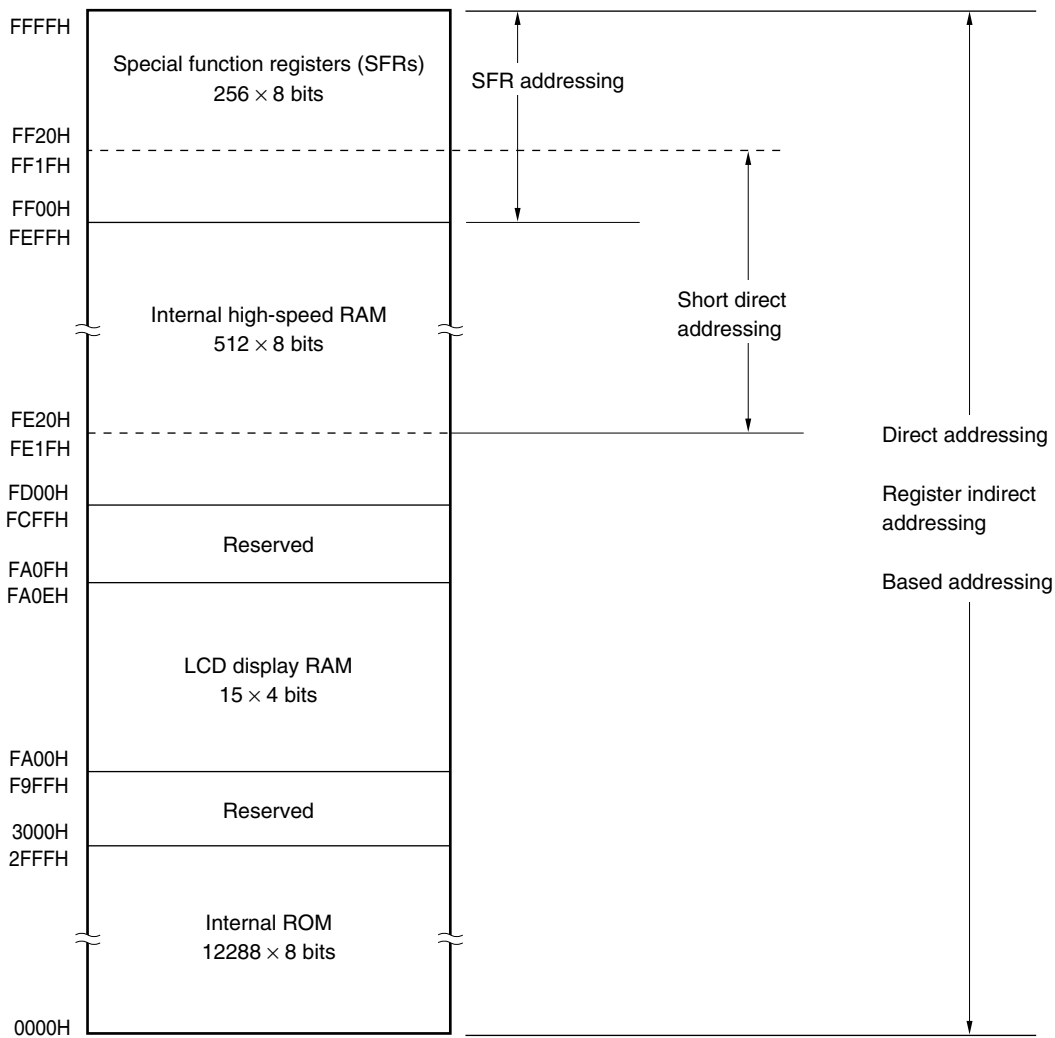 FFFFH
Special function registers (SFRs)
256 × 8 bits
SFR addressing
FF20H
FF1FH
FF00H
FEFFH
Internal high-speed RAM
512 × 8 bits
Short direct
addressing
FE20H
FE1FH
Direct addressing
Register indirect
addressing
Based addressing
FD00H
FCFFH
Reserved
FA0FH
FA0EH
LCD display RAM
15 × 4 bits
FA00H
F9FFH
Reserved
3000H
2FFFH
Internal ROM
12288 × 8 bits
0000H